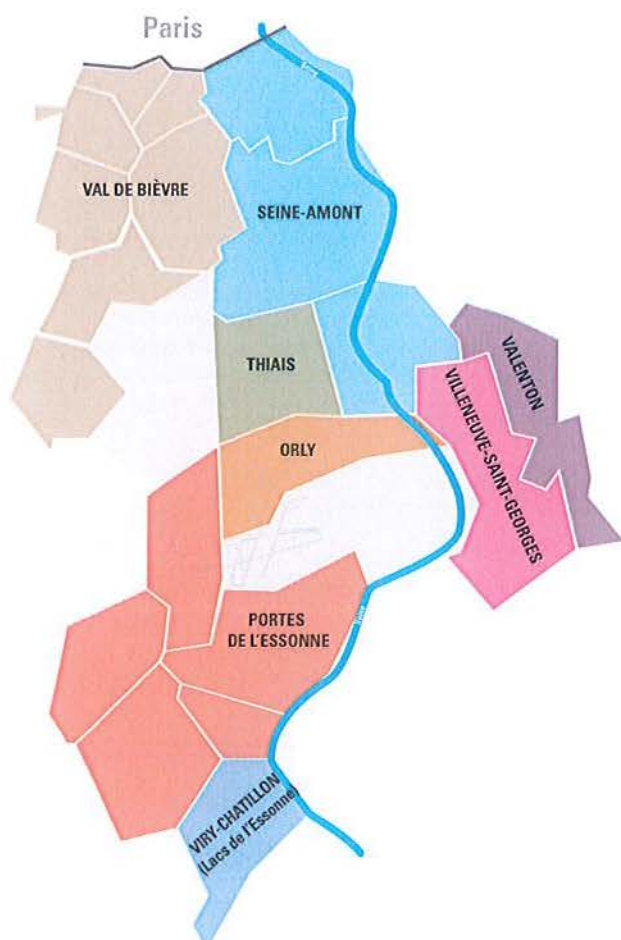 Paris
VAL DE BIÈVRE
SEINE-AMONT
THIAIS
VALENTON
VILLENEUVE-SAINT-GEORGES
ORLY
PORTES
DE L'ESSONNE
VIRY-CHATILLON
(Lacs de l'Essonne)